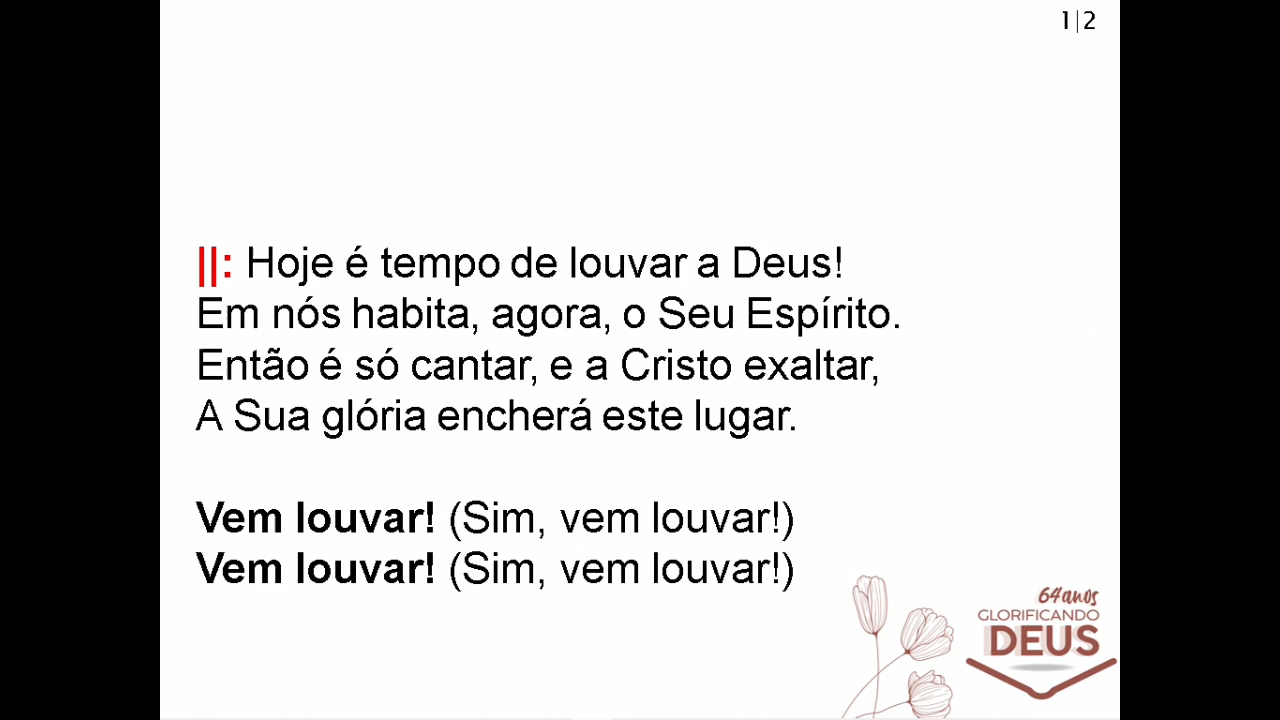 1|2
||: Hoje é tempo de louvar a Deus!
Em nós habita, agora, o Seu Espírito.
Então é só cantar, e a Cristo exaltar,
A Sua glória encherá este lugar.
Vem louvar! (Sim, vem louvar!)
Vem louvar! (Sim, vem louvar!)
64 anos
GLORIFICANDO
DEUS